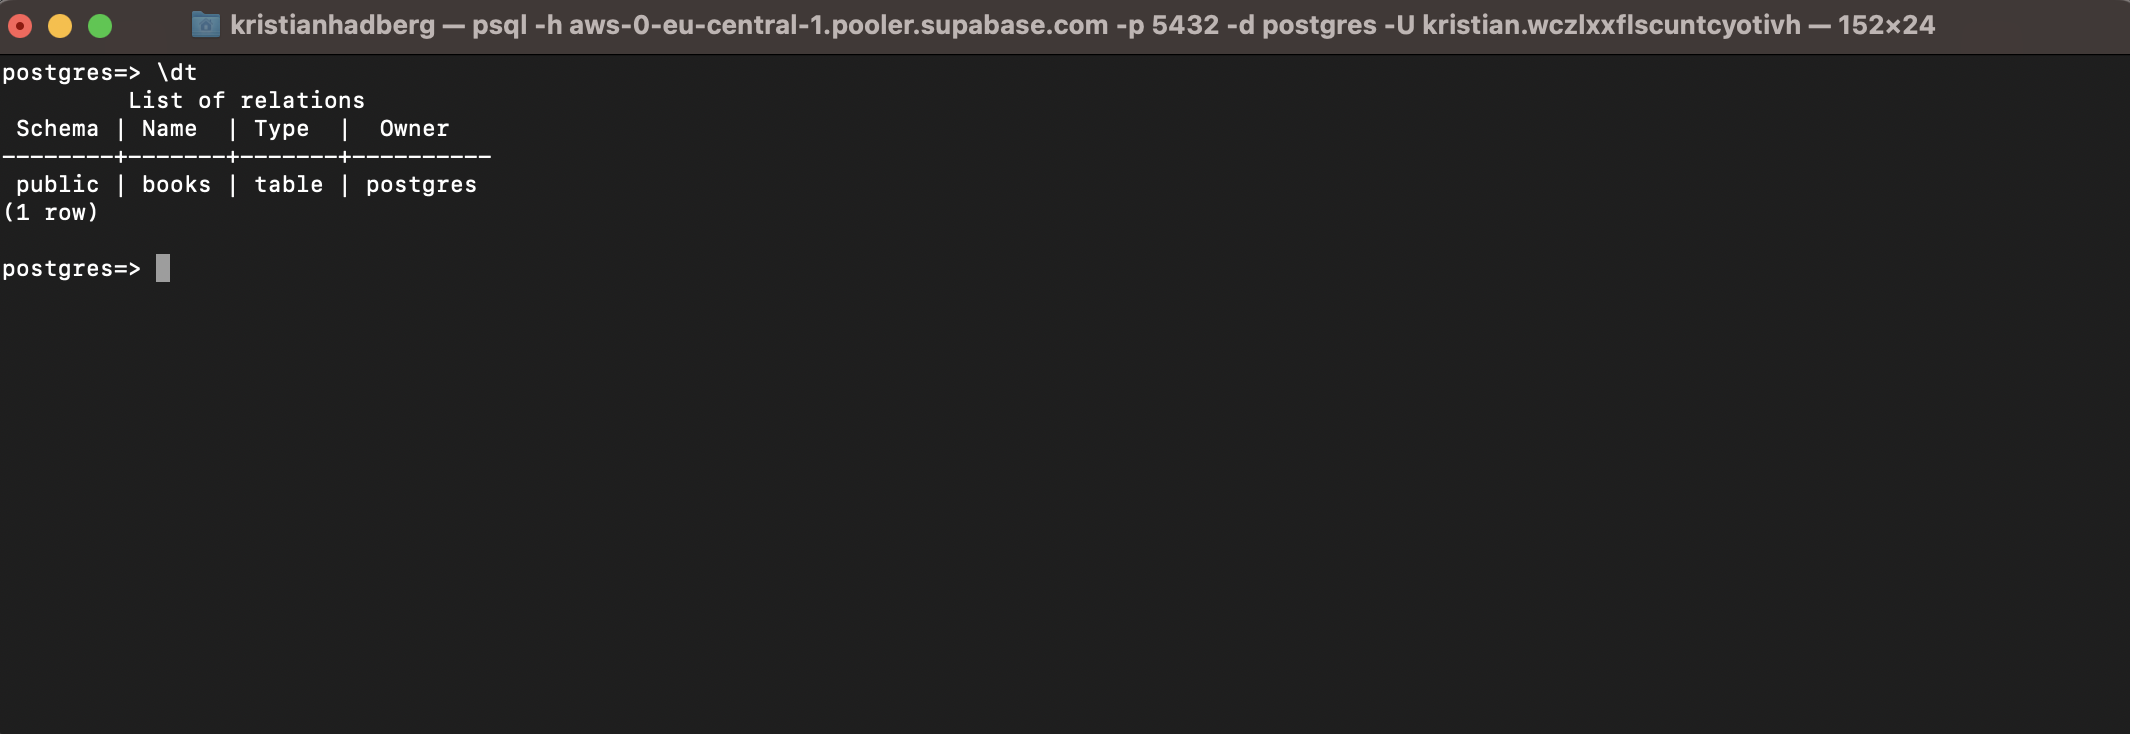 kristianhadberg — psql -h aws-0-eu-central-1.pooler.supabase.com -p 5432 -d postgres -U kristian.wczlxxflscuntcyotivh — 152×24
postgres=> \dt
        List of relations
 Schema | Name  | Type  |  Owner
--------+-------+-------+----------
 public | books | table | postgres
(1 row)
postgres=>